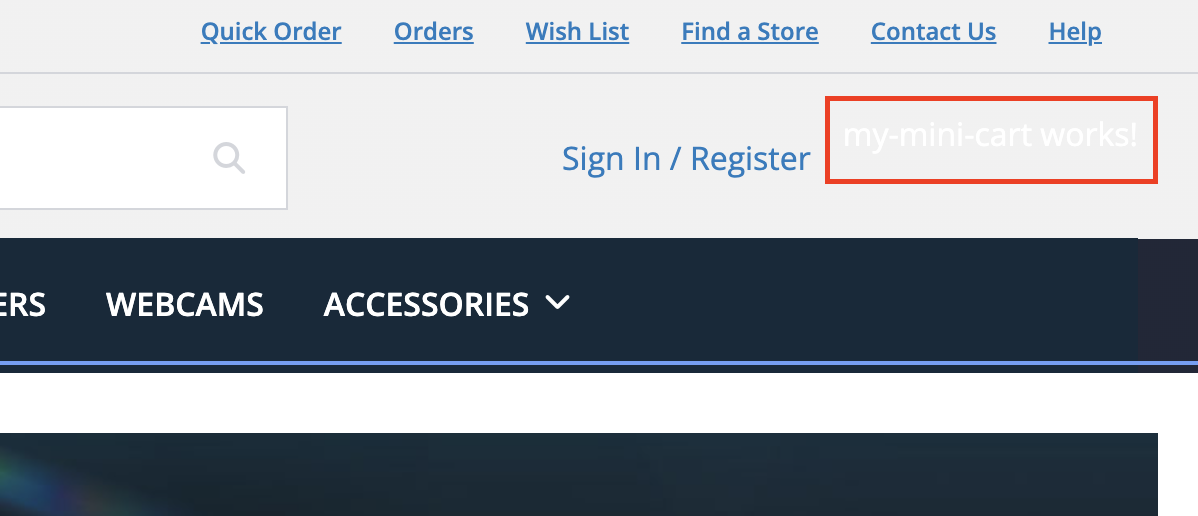 Quick Order Orders Wish List Find a Store Contact Us Help
my-mini-cart works!
Sign In / Register
ERS WEBCAMS ACCESSORIES